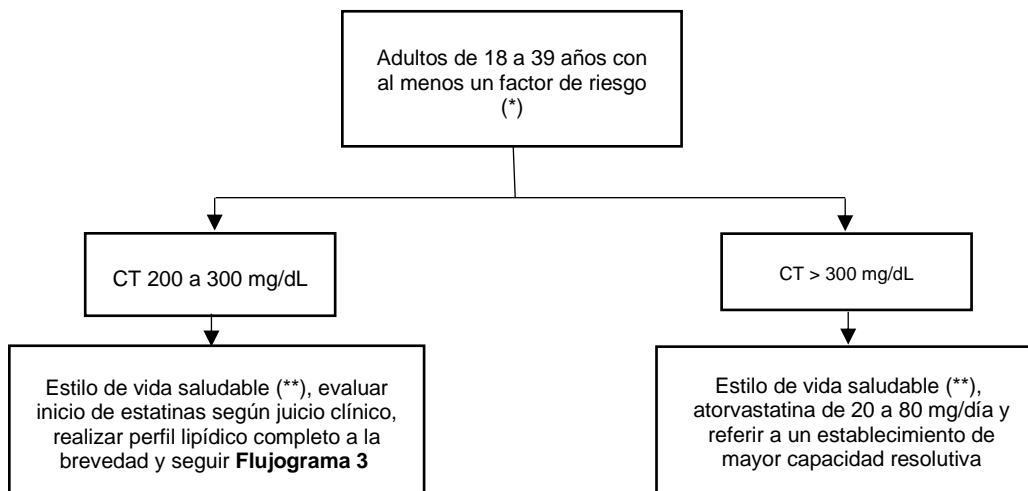 Adultos de 18 a 39 años con
al menos un factor de riesgo
(*)
CT 200 a 300 mg/dL
CT > 300 mg/dL
Estilo de vida saludable (**), evaluar
inicio de estatinas según juicio clínico,
realizar perfil lipídico completo a la
brevedad y seguir Flujograma 3
Estilo de vida saludable (**),
atorvastatina de 20 a 80 mg/día y
referir a un establecimiento de
mayor capacidad resolutiva